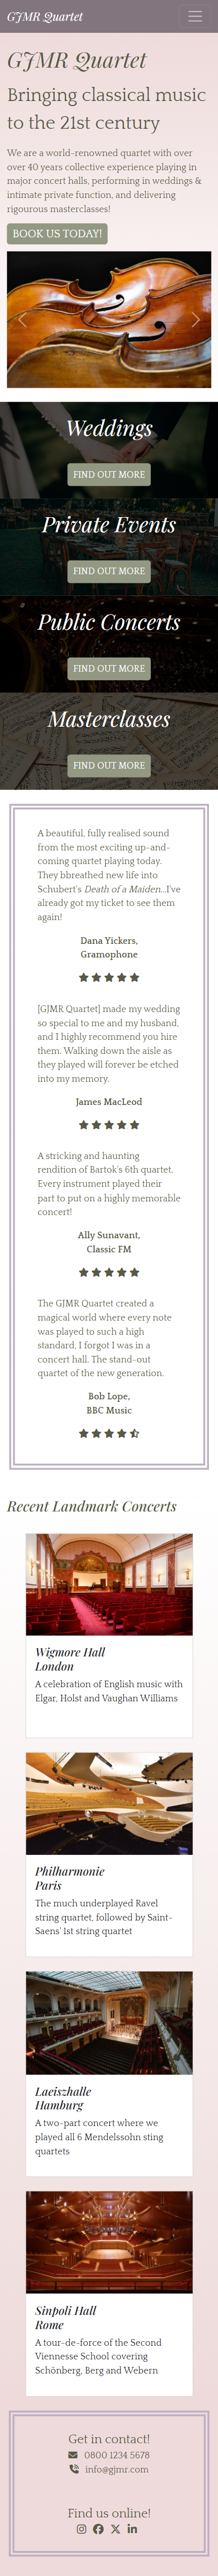 GJMR Quartet
GJMR Quartet
Bringing classical music
to the 21st century
We are a world-renowned quartet with over
over 40 years collective experience playing in
major concert halls, performing in weddings &
intimate private function, and delivering
rigourous masterclasses!
BOOK US TODAY!
Weddings
FIND OUT MORE
Private Events
FIND OUT MORE
Public Concerts
FIND OUT MORE
Masterclasses
FIND OUT MORE
A beautiful, fully realised sound
from the most exciting up-and-
coming quartet playing today.
They bbreathed new life into
Schubert's Death of a Maiden...I've
already got my ticket to see them
again!
Dana Yickers,
Gramophone
[GJMR Quartet] made my wedding
so special to me and my husband,
and I highly recommend you hire
them. Walking down the aisle as
they played will forever be etched
into my memory.
James MacLeod
A stricking and haunting
rendition of Bartok's 6th quartet.
Every instrument played their
part to put on a highly memorable
concert!
Ally Sunavant,
Classic FM
The GJMR Quartet created a
magical world where every note
was played to such a high
standard, I forgot I was in a
concert hall. The stand-out
quartet of the new generation.
Bob Lope,
BBC Music
Recent Landmark Concerts
Wigmore Hall
London
A celebration of English music with
Elgar, Holst and Vaughan Williams
Philharmonie
Paris
The much underplayed Ravel
string quartet, followed by Saint-
Saens' 1st string quartet
Laeiszhalle
Hamburg
A two-part concert where we
played all 6 Mendelssohn sting
quartets
Sinpoli Hall
Rome
A tour-de-force of the Second
Viennesse School covering
Schönberg, Berg and Webern
Get in contact!
0800 1234 5678
info@gjmr.com
Find us online!